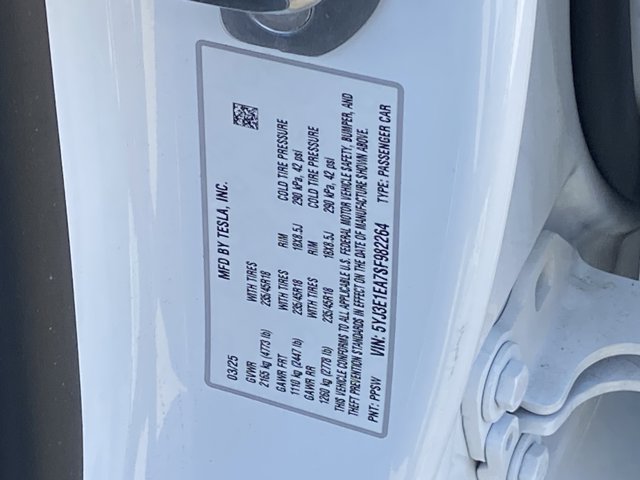 MFD BY TESLA, INC.
03/25
GVWR WITH TIRES COLD TIRE PRESSURE
2165 kg (4773 lb) 235/45R18 290 kPa, 42 psi
GAWR FRT WITH TIRES RIM COLD TIRE PRESSURE
1110 kg (2447 lb) 235/45R18 18X8.5J 290 kPa, 42 psi
GAWR RR WITH TIRES RIM COLD TIRE PRESSURE
1260 kg (2778 lb) 235/45R18 18X8.5J 290 kPa, 42 psi
THIS VEHICLE CONFORMS TO ALL APPLICABLE U.S. FEDERAL MOTOR VEHICLE SAFETY, BUMPER, AND
THEFT PREVENTION STANDARDS IN EFFECT ON THE DATE OF MANUFACTURE SHOWN ABOVE.
VIN: 5YJ3E1EA7SF982264
PNT: PPSW TYPE: PASSENGER CAR